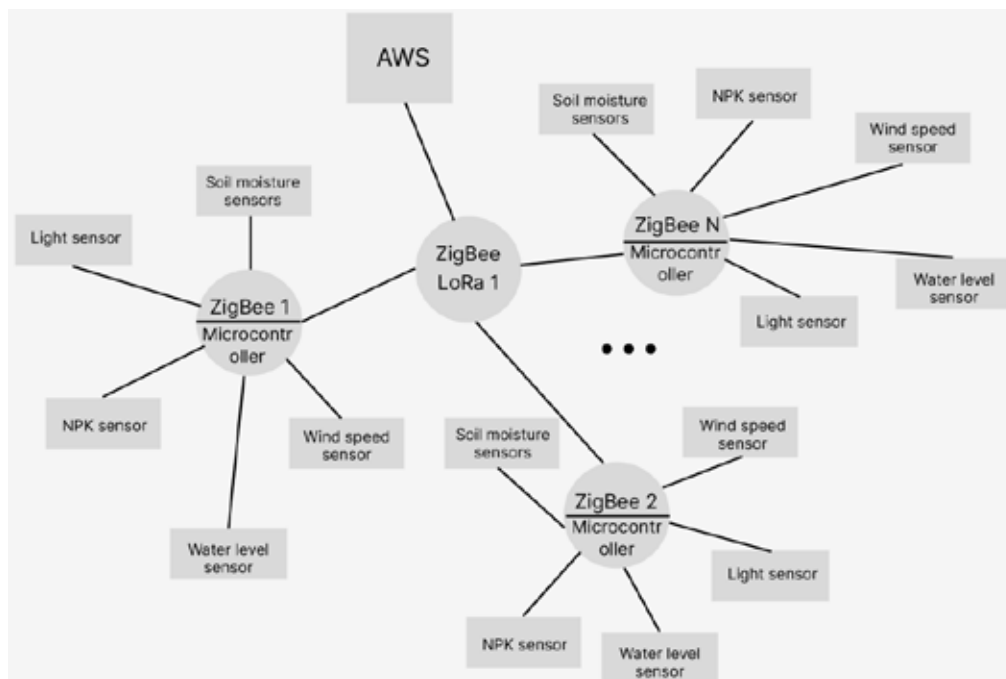 AWS
Soil moisture
sensors
NPK sensor
Wind speed
sensor
Soil moisture
sensors
Light sensor
ZigBee
LoRa 1
ZigBee N
Microcontr
oller
Water level
sensor
Light sensor
ZigBee 1
Microcontr
oller
NPK sensor
Wind speed
sensor
Water level
sensor
Soil moisture
sensors
Wind speed
sensor
ZigBee 2
Microcontr
oller
Light sensor
NPK sensor
Water level
sensor